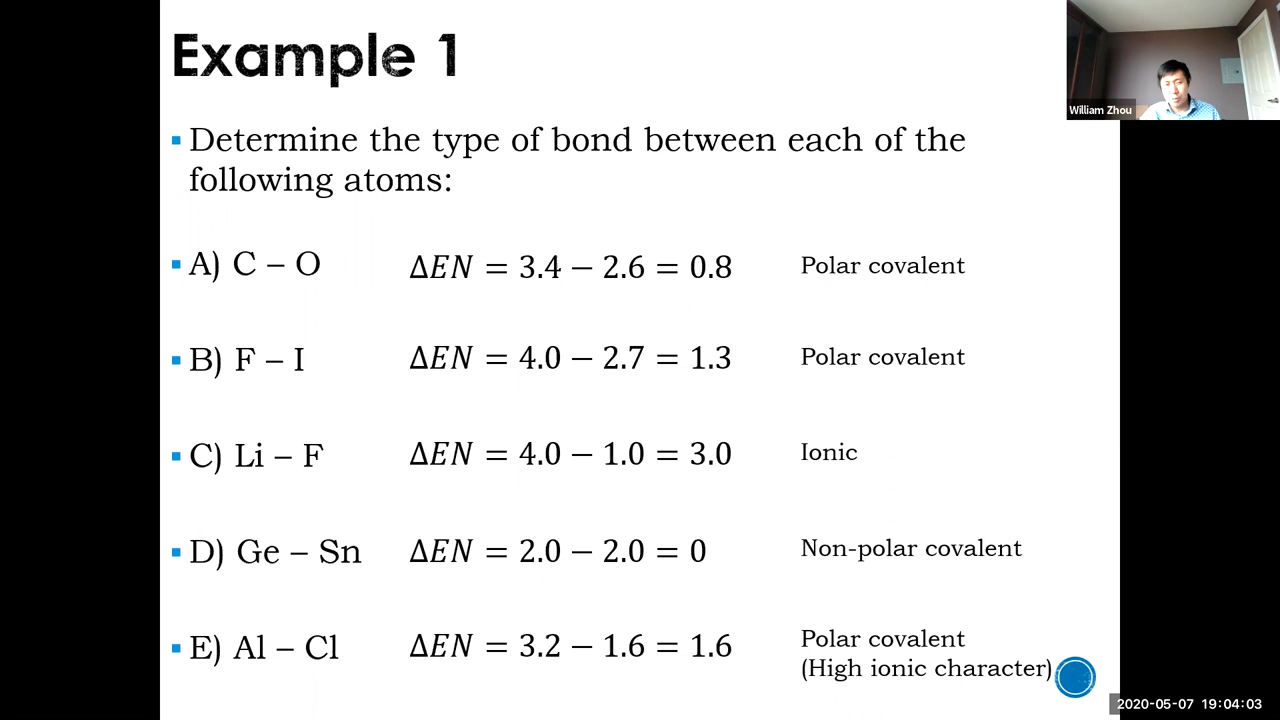 Example 1
William Zhou
▪ Determine the type of bond between each of the
following atoms:
▪ A) C – O ΔEN = 3.4 − 2.6 = 0.8 Polar covalent
▪ B) F – I ΔEN = 4.0 − 2.7 = 1.3 Polar covalent
▪ C) Li – F ΔEN = 4.0 − 1.0 = 3.0 Ionic
▪ D) Ge – Sn ΔEN = 2.0 − 2.0 = 0 Non-polar covalent
▪ E) Al – Cl ΔEN = 3.2 − 1.6 = 1.6 Polar covalent
(High ionic character)
2020-05-07 19:04:03